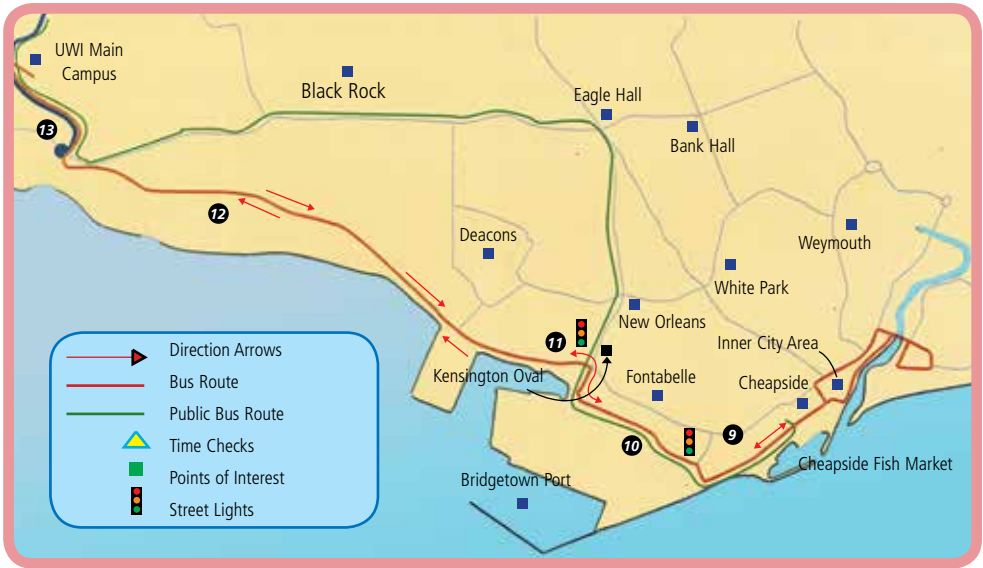 UWI Main
Campus
Black Rock
Eagle Hall
Bank Hall
13
12
Deacons
Weymouth
White Park
New Orleans
11
Inner City Area
Kensington Oval
Fontabelle
Cheapside
9
10
Cheapside Fish Market
Bridgetown Port
Direction Arrows
Bus Route
Public Bus Route
Time Checks
Points of Interest
Street Lights